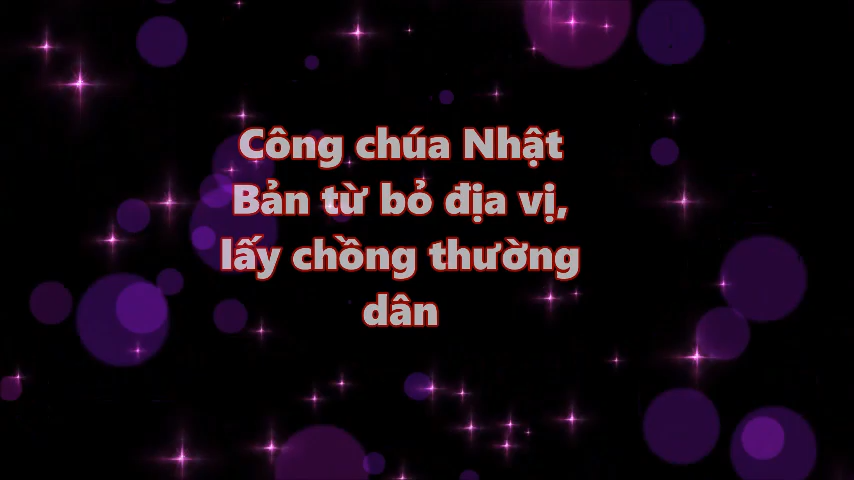 Công chúa Nhật
Bản từ bỏ địa vị,
lấy chồng thường
dân